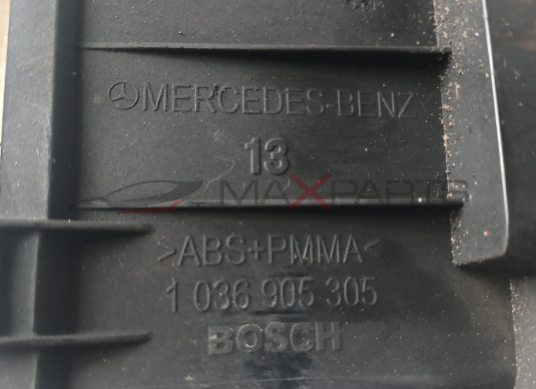 MERCEDES-BENZ
13
MAXPARTS
>ABS+PMMA<
1 036 905 305
BOSCH